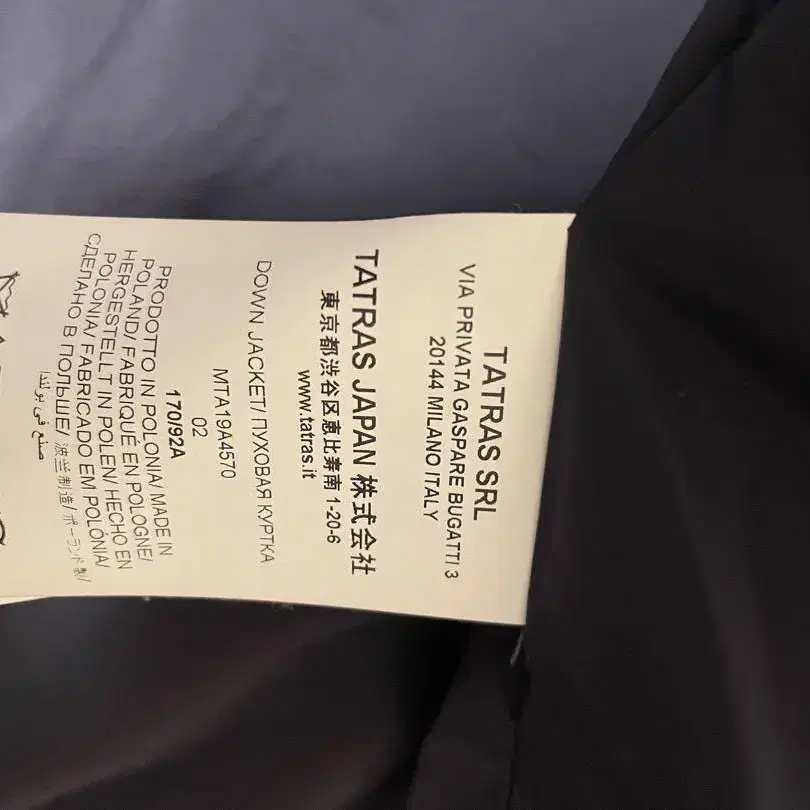 TATRAS SRL
VIA PRIVATA GASPARE BUGATTI 3
20144 MILANO ITALY
TATRAS JAPAN 株式会社
東京都渋谷区恵比寿南 1-20-6
www.tatras.it
DOWN JACKET/ ПУХОВАЯ КУРТКА
MTA19A4570
02
170/92A
PRODOTTO IN POLONIA/ MADE IN
POLAND/ FABRIQUÉ EN POLOGNE/
HERGESTELLT IN POLEN/ HECHO EN
POLONIA/ FABRICADO EM POLÓNIA/
СДЕЛАНО В ПОЛЬШЕ/ 波兰制造/ ポーランド製/
صنع في بولندا